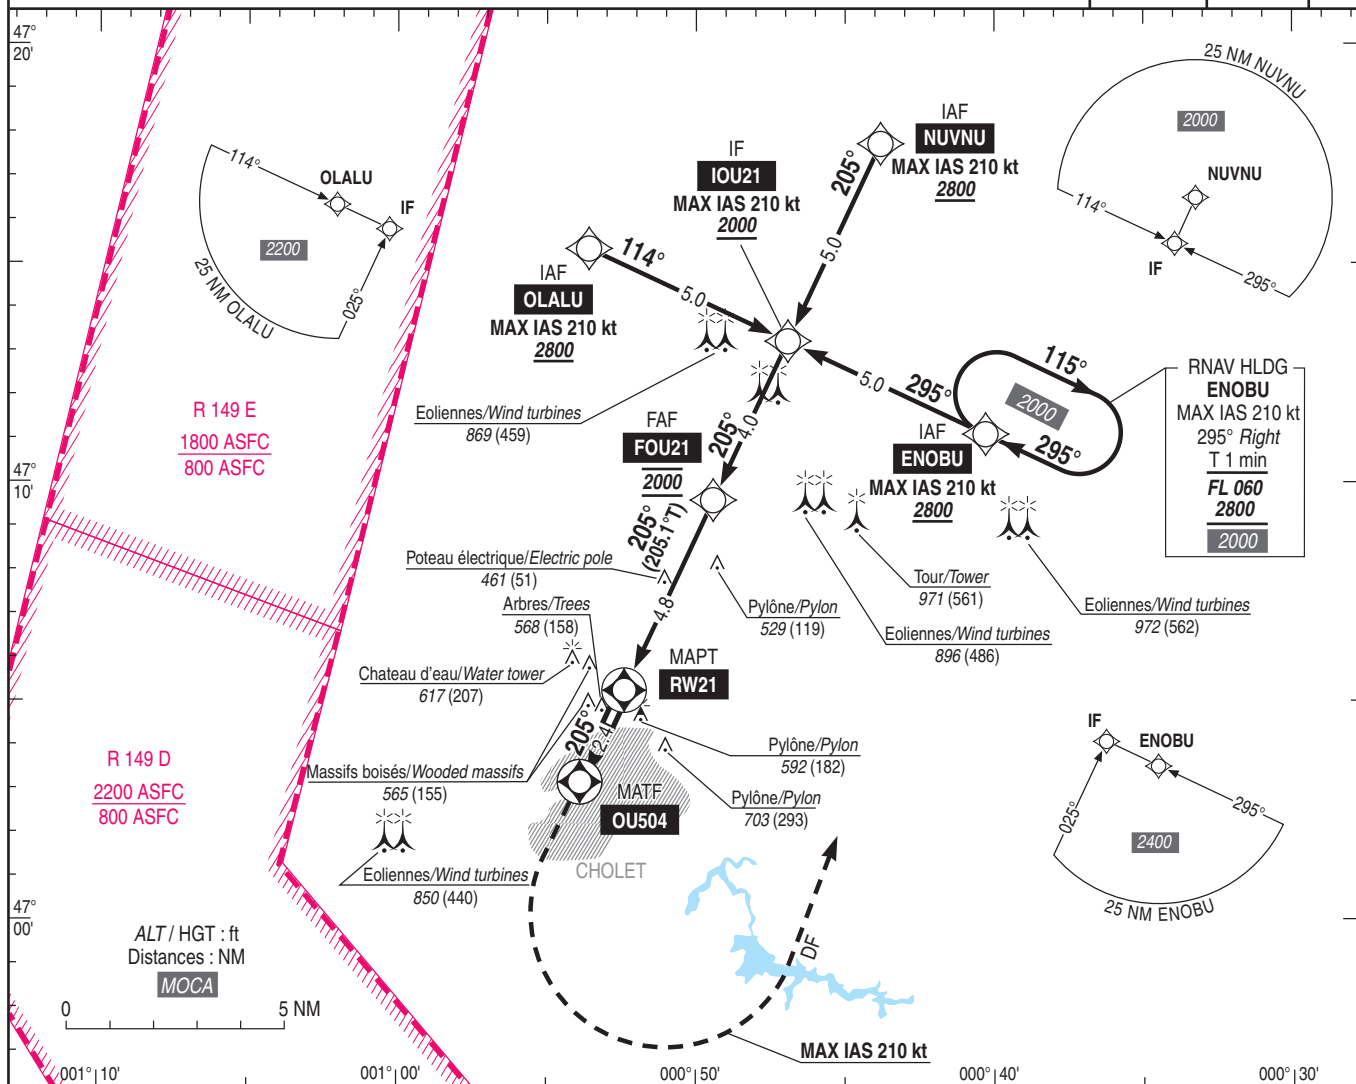 47°
20'
25 NM NUVNU
2000
NUVNU
114°
IF
295°
IAF
NUVNU
MAX IAS 210 kt
2800
205°
5.0
IF
IOU21
MAX IAS 210 kt
2000
114°
OLALU
IF
2200
025°
25 NM OLALU
114°
5.0
IAF
OLALU
MAX IAS 210 kt
2800
Eoliennes/Wind turbines
869 (459)
R 149 E
1800 ASFC
800 ASFC
205°
4.0
FAF
FOU21
2000
205°
(205.1°T)
4.8
5.0
295°
115°
2000
295°
IAF
ENOBU
MAX IAS 210 kt
2800
RNAV HLDG
ENOBU
MAX IAS 210 kt
295° Right
T 1 min
FL 060
2800
2000
47°
10'
Poteau électrique/Electric pole
461 (51)
Arbres/Trees
568 (158)
Pylône/Pylon
529 (119)
Tour/Tower
971 (561)
Eoliennes/Wind turbines
896 (486)
Eoliennes/Wind turbines
972 (562)
Chateau d'eau/Water tower
617 (207)
MAPT
RW21
205°
2.4
Massifs boisés/Wooded massifs
565 (155)
Pylône/Pylon
592 (182)
Pylône/Pylon
703 (293)
MATF
OU504
CHOLET
Eoliennes/Wind turbines
850 (440)
R 149 D
2200 ASFC
800 ASFC
IF
ENOBU
025°
295°
2400
25 NM ENOBU
47°
00'
ALT / HGT : ft
Distances : NM
MOCA
0
5 NM
DF
MAX IAS 210 kt
001°10'
001°00'
000°50'
000°40'
000°30'